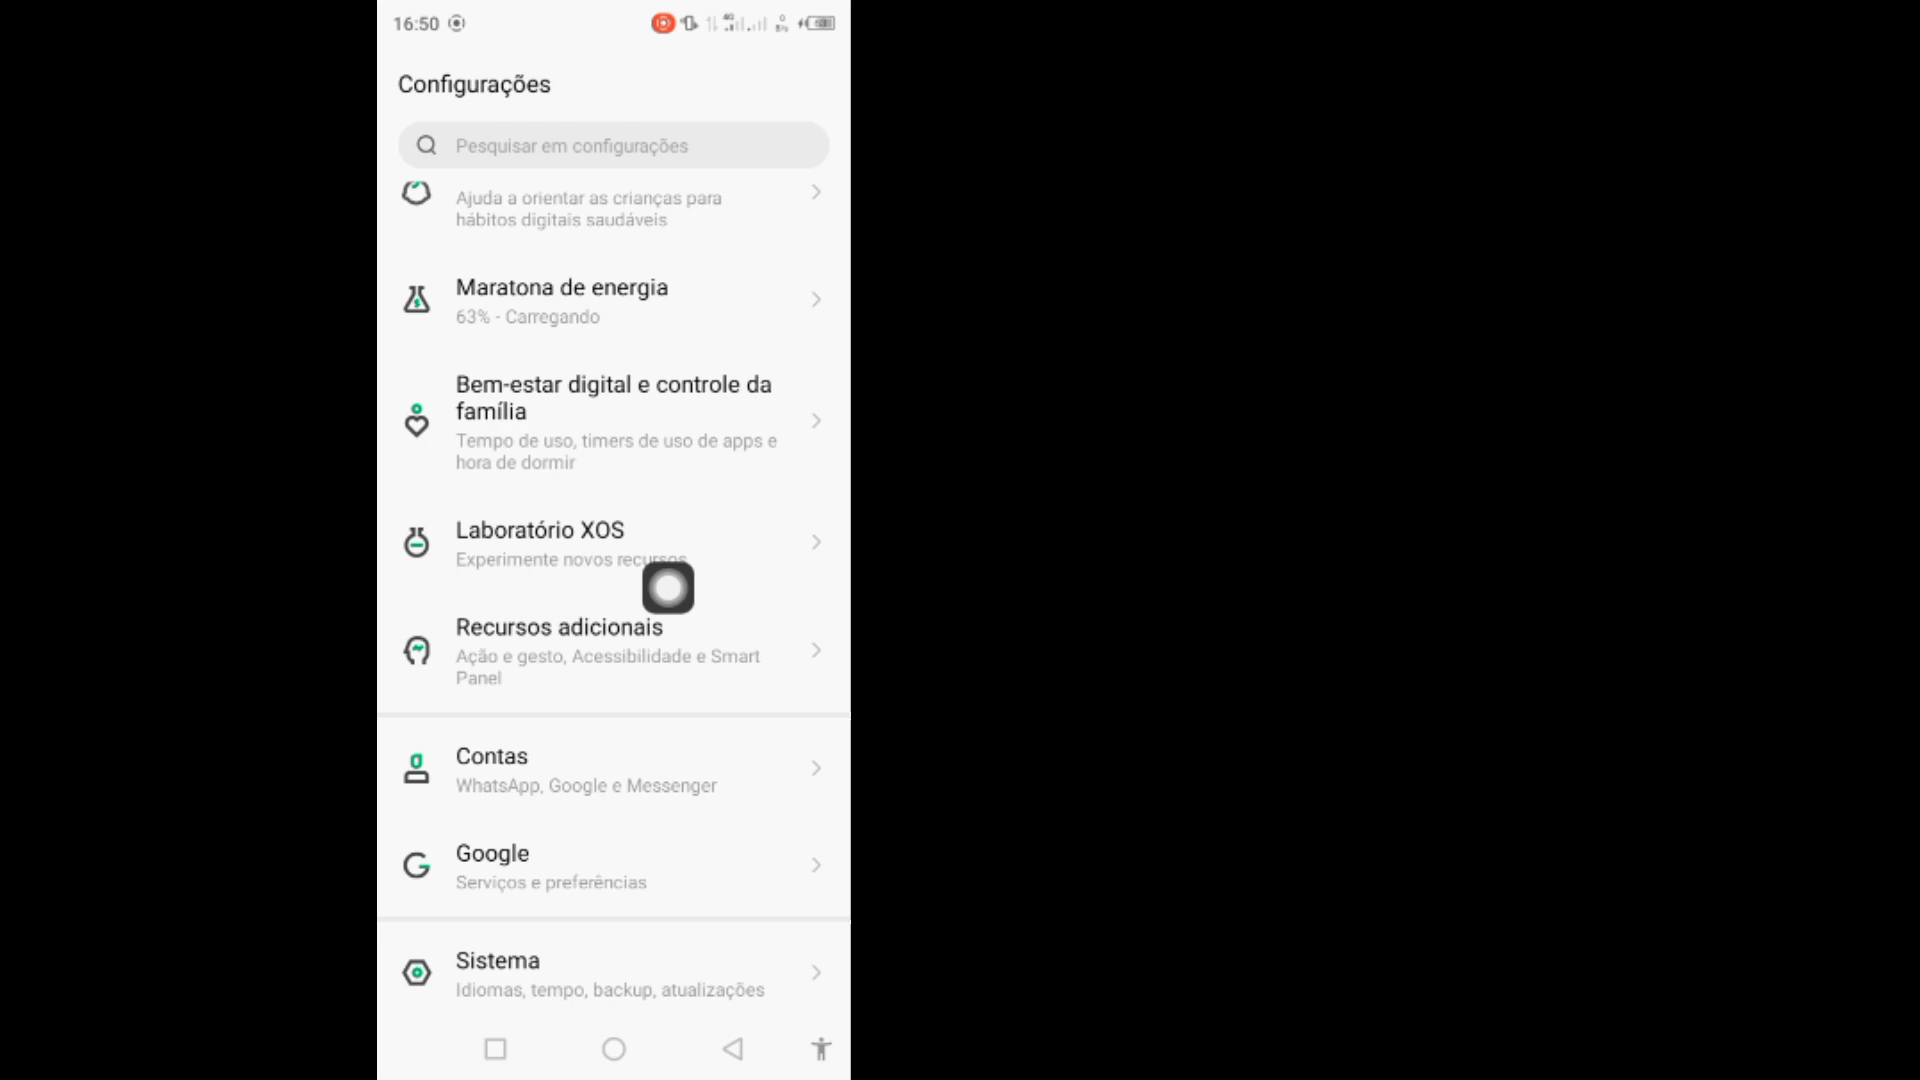 16:50
Configurações
Pesquisar em configurações
Ajuda a orientar as crianças para
hábitos digitais saudáveis
Maratona de energia
63% - Carregando
Bem-estar digital e controle da
família
Tempo de uso, timers de uso de apps e
hora de dormir
Laboratório XOS
Experimente novos recursos
Recursos adicionais
Ação e gesto, Acessibilidade e Smart
Panel
Contas
WhatsApp, Google e Messenger
Google
Serviços e preferências
Sistema
Idiomas, tempo, backup, atualizações